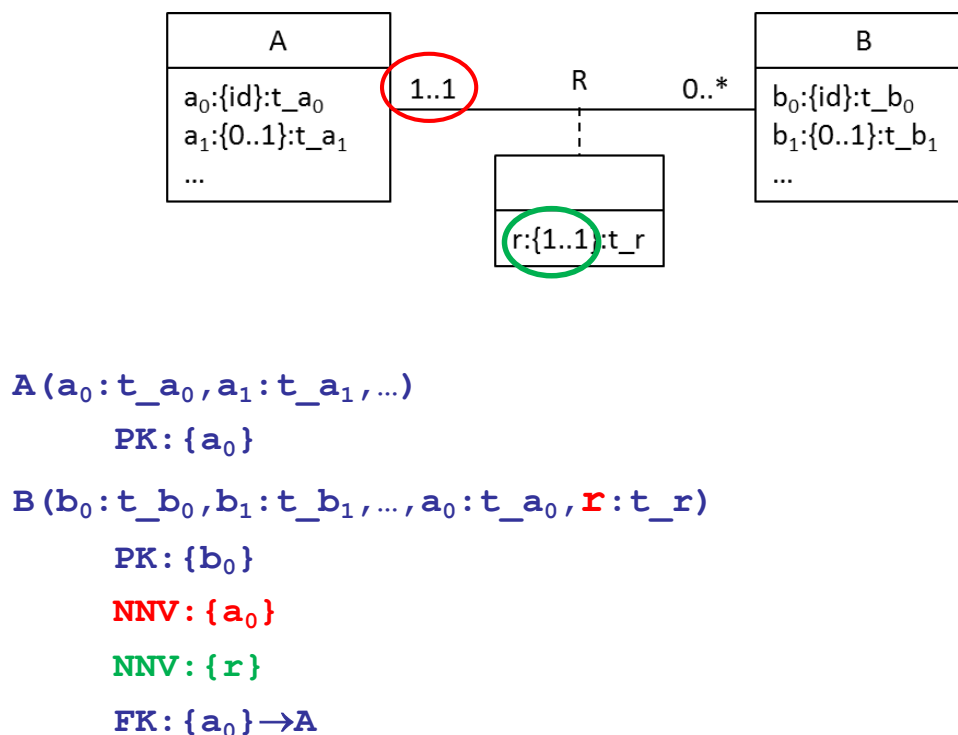 A
a₀:{id}:t_a₀
a₁:{0..1}:t_a₁
...
1..1
R
0..*
B
b₀:{id}:t_b₀
b₁:{0..1}:t_b₁
...
r:{1..1}:t_r
A(a₀:t_a₀,a₁:t_a₁,…)
PK:{a₀}
B(b₀:t_b₀,b₁:t_b₁,…,a₀:t_a₀,r:t_r)
PK:{b₀}
NNV:{a₀}
NNV:{r}
FK:{a₀}→A